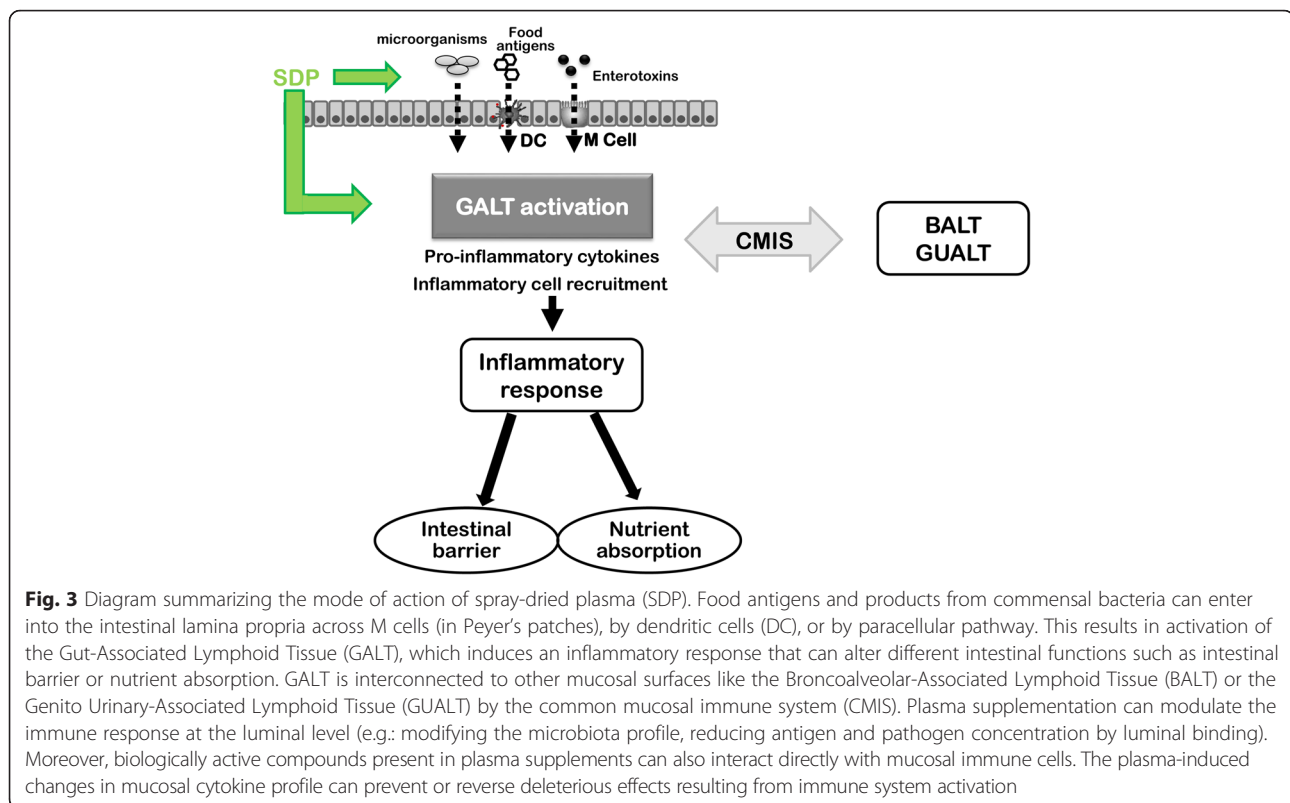 microorganisms
Food
antigens
Enterotoxins
SDP
DC
M Cell
GALT activation
CMIS
BALT
GUALT
Pro-inflammatory cytokines
Inflammatory cell recruitment
Inflammatory
response
Intestinal
barrier
Nutrient
absorption
Fig. 3 Diagram summarizing the mode of action of spray-dried plasma (SDP). Food antigens and products from commensal bacteria can enter
into the intestinal lamina propria across M cells (in Peyer's patches), by dendritic cells (DC), or by paracellular pathway. This results in activation of
the Gut-Associated Lymphoid Tissue (GALT), which induces an inflammatory response that can alter different intestinal functions such as intestinal
barrier or nutrient absorption. GALT is interconnected to other mucosal surfaces like the Broncoalveolar-Associated Lymphoid Tissue (BALT) or the
Genito Urinary-Associated Lymphoid Tissue (GUALT) by the common mucosal immune system (CMIS). Plasma supplementation can modulate the
immune response at the luminal level (e.g.: modifying the microbiota profile, reducing antigen and pathogen concentration by luminal binding).
Moreover, biologically active compounds present in plasma supplements can also interact directly with mucosal immune cells. The plasma-induced
changes in mucosal cytokine profile can prevent or reverse deleterious effects resulting from immune system activation